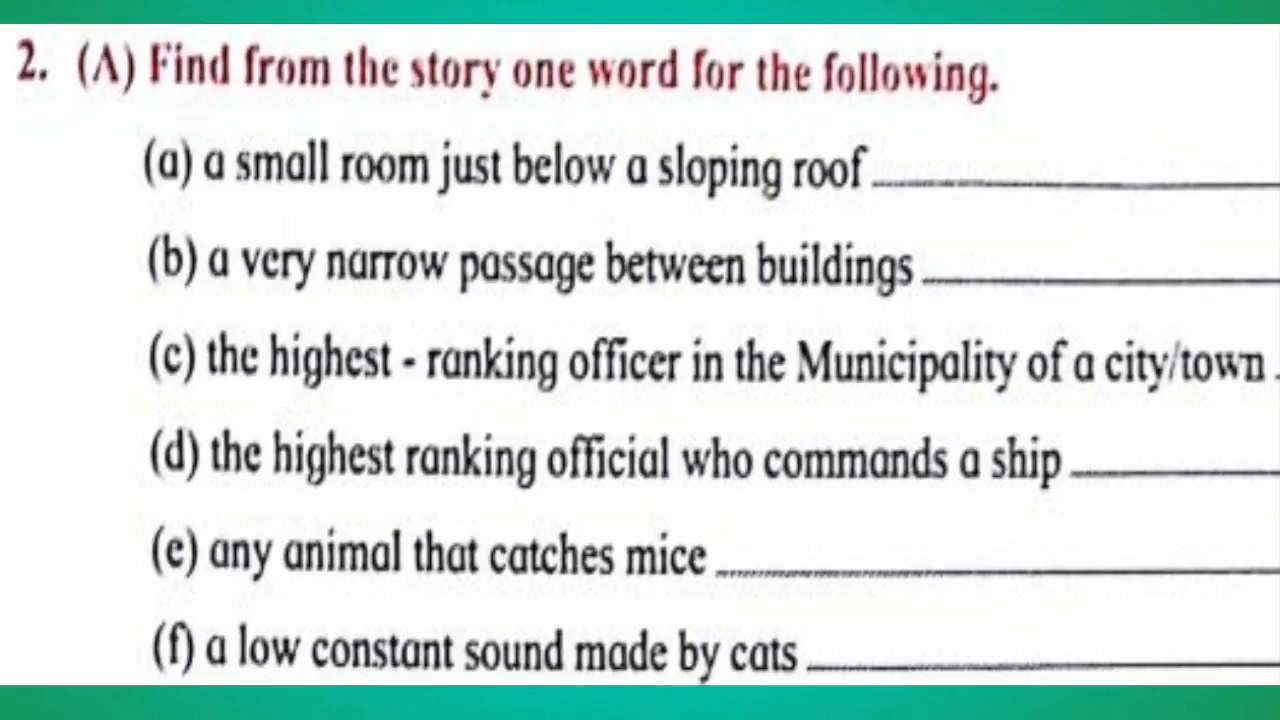 2. (A) Find from the story one word for the following.
(a) a small room just below a sloping roof
(b) a very narrow passage between buildings
(c) the highest - ranking officer in the Municipality of a city/town
(d) the highest ranking official who commands a ship
(e) any animal that catches mice
(f) a low constant sound made by cats